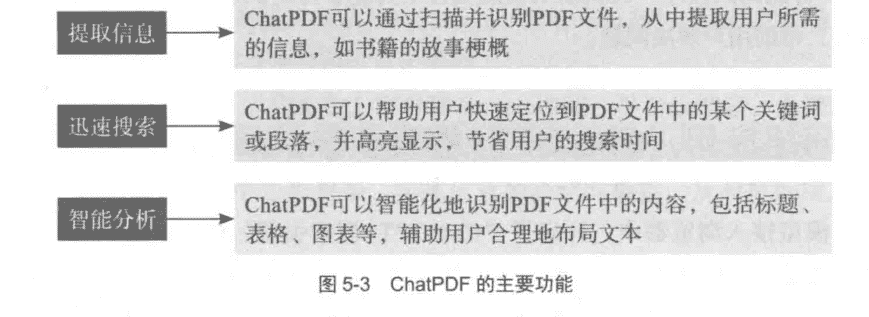 提取信息
ChatPDF可以通过扫描并识别PDF文件，从中提取用户所需
的信息，如书籍的故事梗概
迅速搜索
ChatPDF可以帮助用户快速定位到PDF文件中的某个关键词
或段落，并高亮显示，节省用户的搜索时间
智能分析
ChatPDF可以智能化地识别PDF文件中的内容，包括标题、
表格、图表等，辅助用户合理地布局文本
图 5-3 ChatPDF 的主要功能